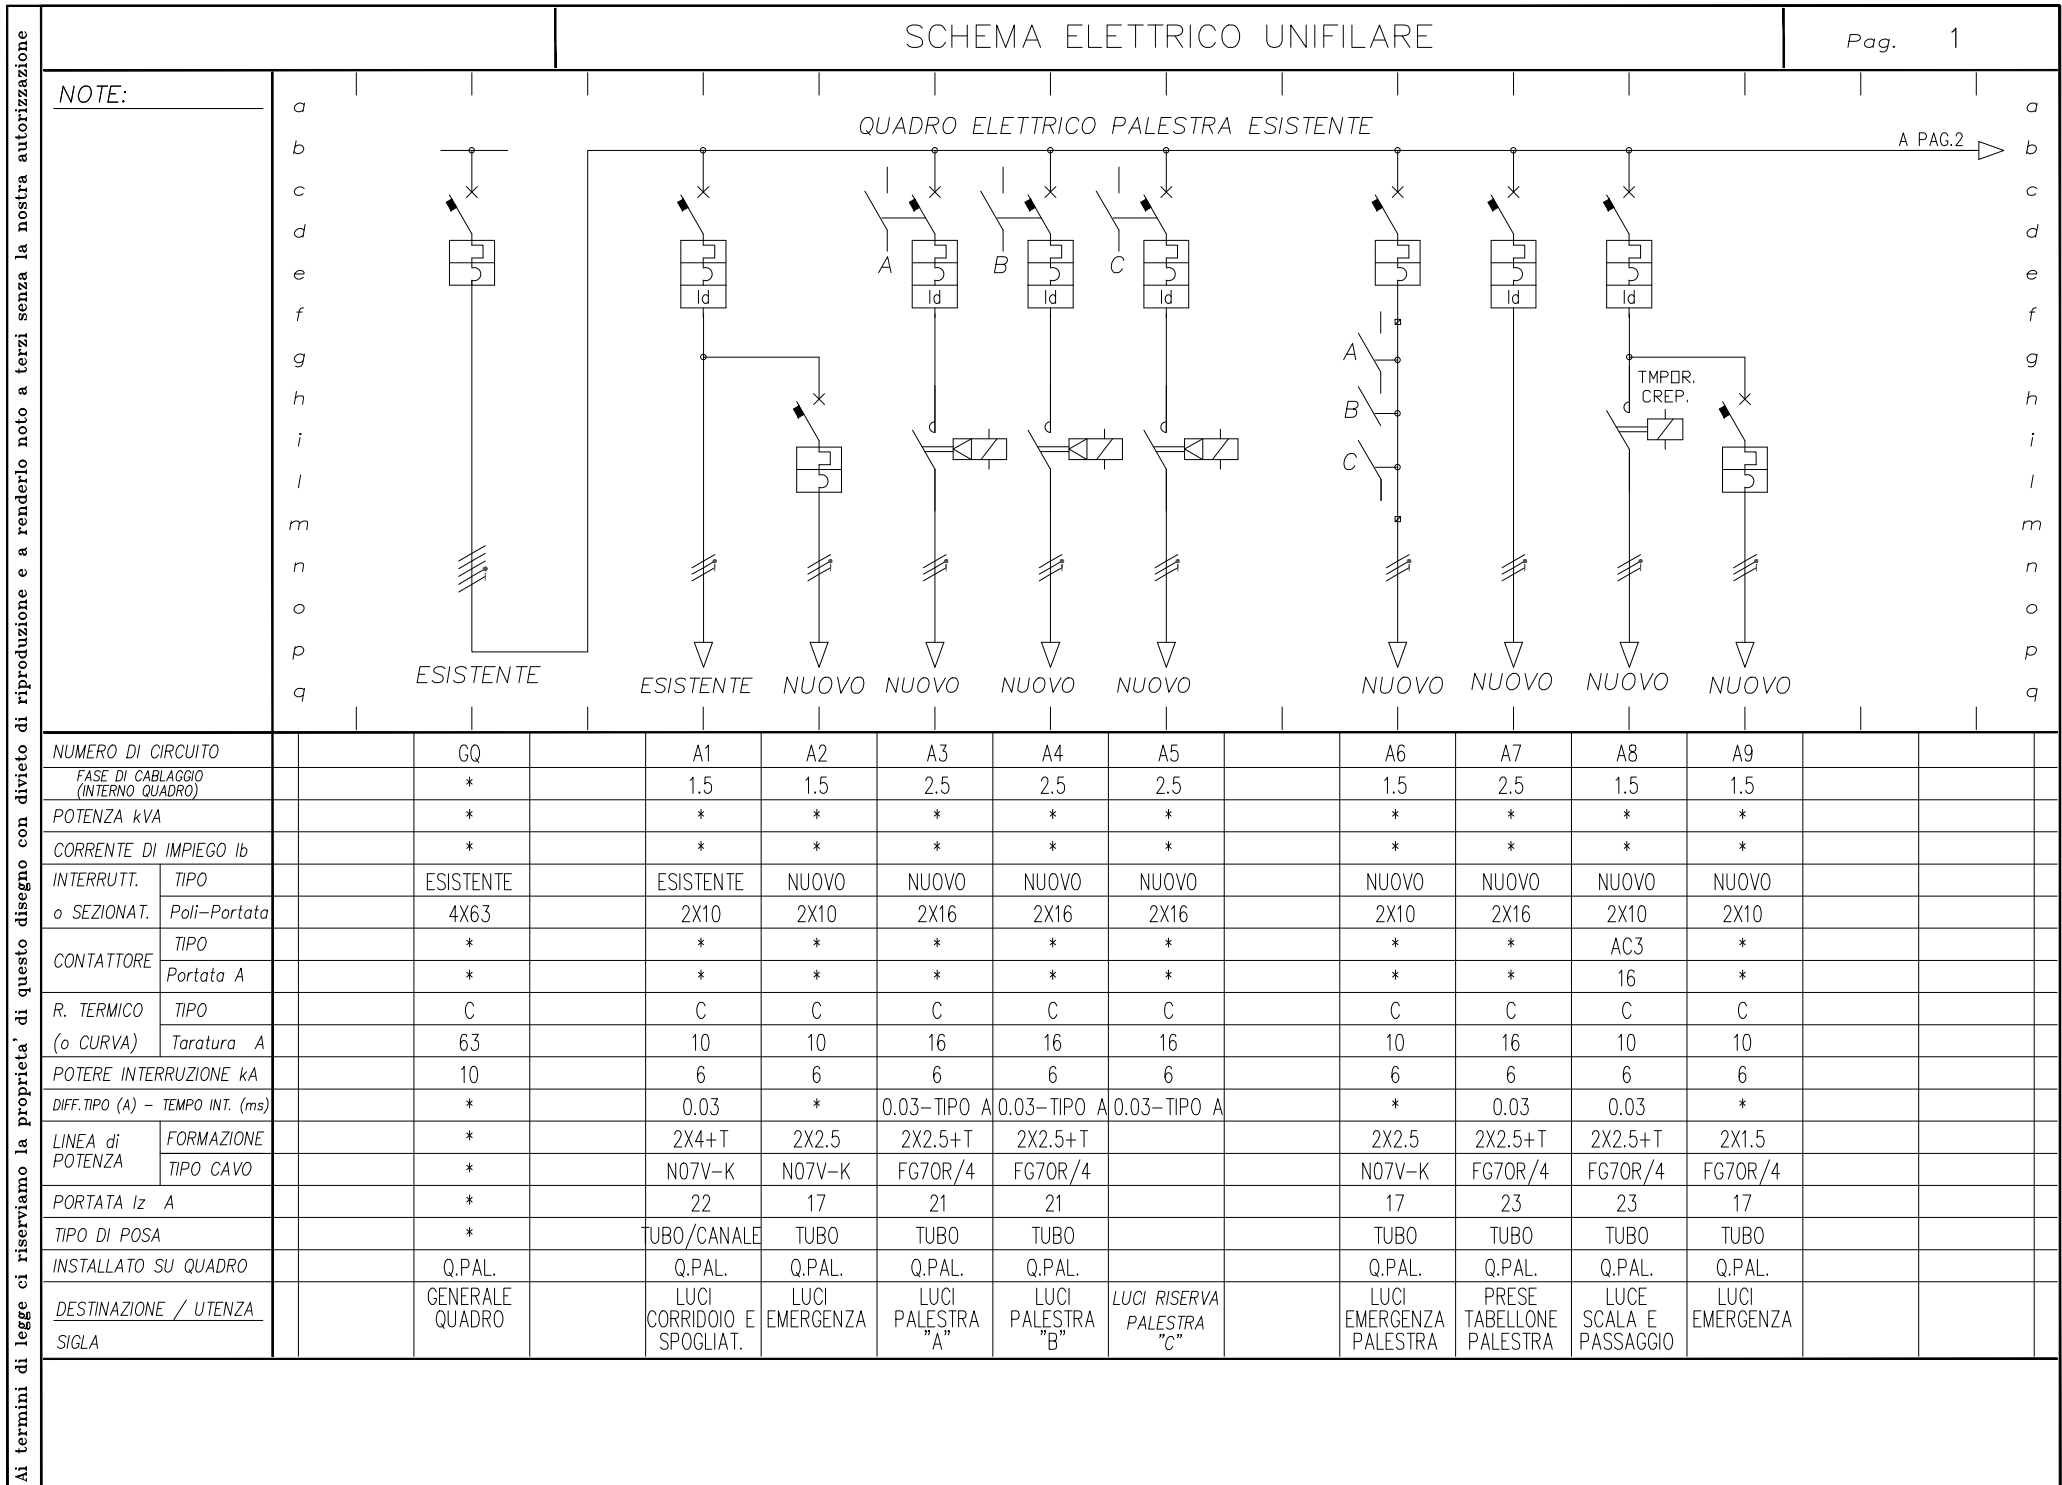 SCHEMA ELETTRICO UNIFILARE
Pag. 1
Ai termini di legge ci riserviamo la proprieta' di questo disegno con divieto di riproduzione e a renderlo noto a terzi senza la nostra autorizzazione
NOTE:
QUADRO ELETTRICO PALESTRA ESISTENTE
A PAG.2
a a
b b
c c
d d
e e
f f
g g
h h
i i
l l
m m
n n
o o
p p
q q
A B C
Id Id Id Id Id Id
A
B
C
TMPOR.
CREP.
ESISTENTE ESISTENTE NUOVO NUOVO NUOVO NUOVO NUOVO NUOVO NUOVO NUOVO
NUMERO DI CIRCUITO GQ A1 A2 A3 A4 A5 A6 A7 A8 A9
FASE DI CABLAGGIO
(INTERNO QUADRO) * 1.5 1.5 2.5 2.5 2.5 1.5 2.5 1.5 1.5
POTENZA kVA * * * * * * * * * *
CORRENTE DI IMPIEGO Ib * * * * * * * * * *
INTERRUTT. TIPO ESISTENTE ESISTENTE NUOVO NUOVO NUOVO NUOVO NUOVO NUOVO NUOVO NUOVO
o SEZIONAT. Poli-Portata 4X63 2X10 2X10 2X16 2X16 2X16 2X10 2X16 2X10 2X10
CONTATTORE TIPO * * * * * * * * AC3 *
Portata A * * * * * * * * 16 *
R. TERMICO TIPO C C C C C C C C C C
(o CURVA) Taratura A 63 10 10 16 16 16 10 16 10 10
POTERE INTERRUZIONE kA 10 6 6 6 6 6 6 6 6 6
DIFF.TIPO (A) - TEMPO INT. (ms) * 0.03 * 0.03-TIPO A 0.03-TIPO A 0.03-TIPO A * 0.03 0.03 *
LINEA di POTENZA FORMAZIONE * 2X4+T 2X2.5 2X2.5+T 2X2.5+T 2X2.5 2X2.5+T 2X2.5+T 2X1.5
TIPO CAVO * N07V-K N07V-K FG7OR/4 FG7OR/4 N07V-K FG7OR/4 FG7OR/4 FG7OR/4
PORTATA Iz A * 22 17 21 21 17 23 23 17
TIPO DI POSA * TUBO/CANALE TUBO TUBO TUBO TUBO TUBO TUBO TUBO
INSTALLATO SU QUADRO Q.PAL. Q.PAL. Q.PAL. Q.PAL. Q.PAL. Q.PAL. Q.PAL. Q.PAL. Q.PAL.
DESTINAZIONE / UTENZA
SIGLA
GENERALE
QUADRO
LUCI
CORRIDOIO E
SPOGLIAT.
LUCI
EMERGENZA
LUCI
PALESTRA
"A"
LUCI
PALESTRA
"B"
LUCI RISERVA
PALESTRA
"C"
LUCI
EMERGENZA
PALESTRA
PRESE
TABELLONE
PALESTRA
LUCE
SCALA E
PASSAGGIO
LUCI
EMERGENZA